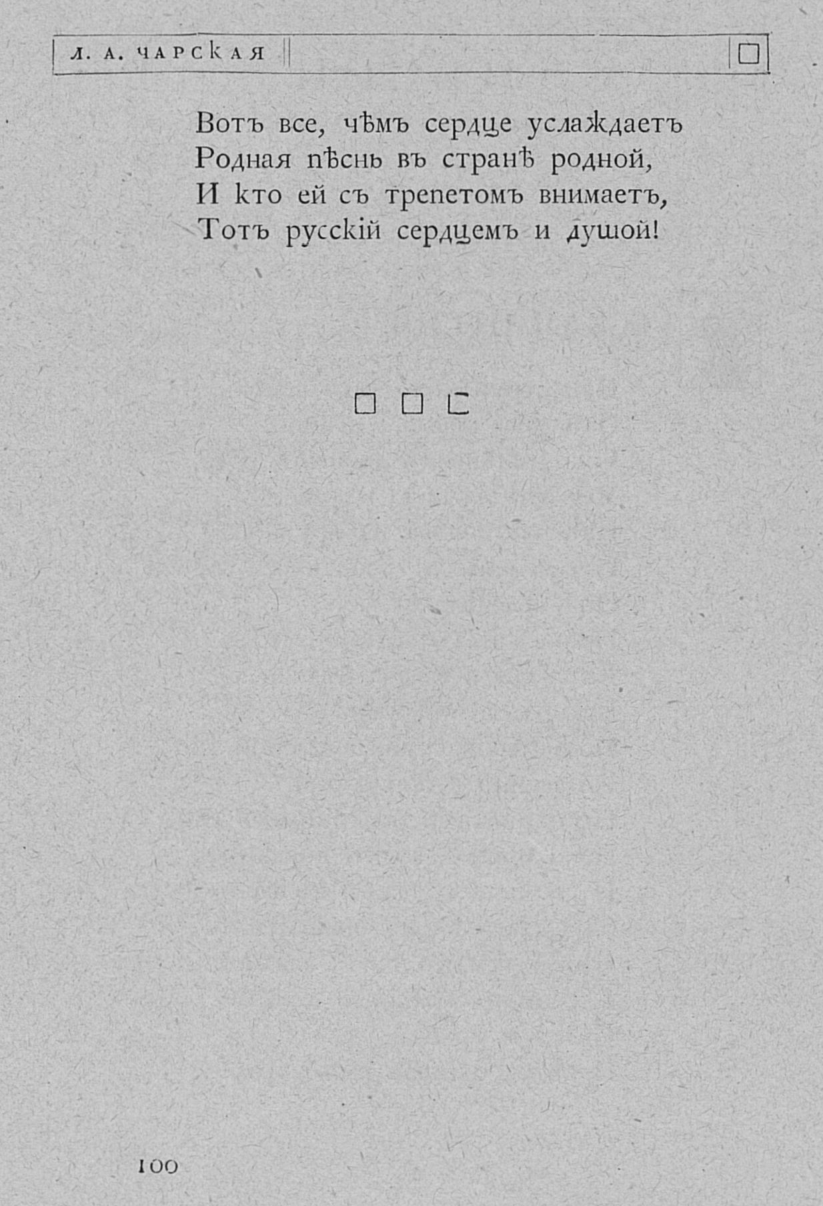 Л. А. ЧАРСКАЯ
Вотъ все, чѣмъ сердце услаждаетъ
Родная пѣснь въ странѣ родной,
И кто ей съ трепетомъ внимаетъ,
Тотъ русскій сердцемъ и душой!
100